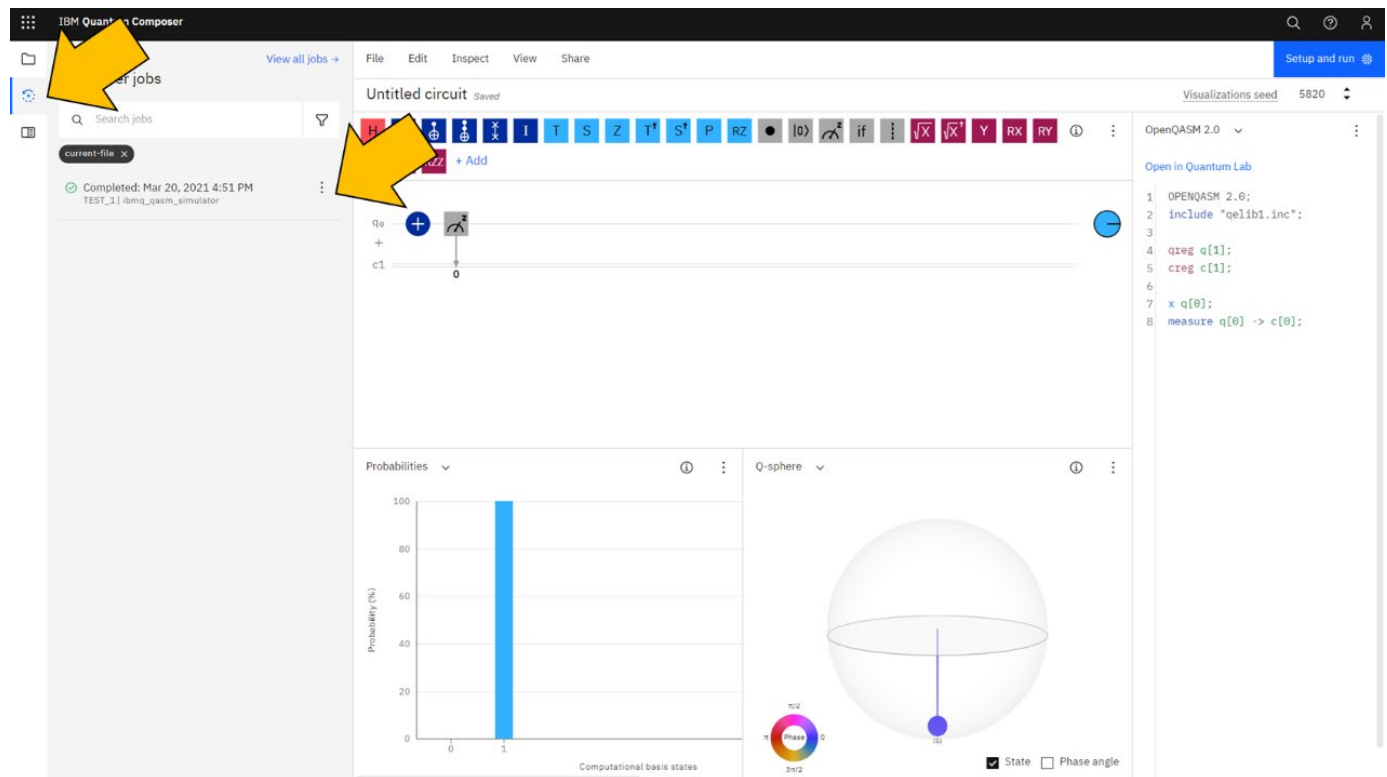 IBM Quantum Composer
View all jobs →
jobs
Search jobs
current-file ×
Completed: Mar 20, 2021 4:51 PM
TEST_1 | ibmq_qasm_simulator
File Edit Inspect View Share
Setup and run
Untitled circuit Saved
Visualizations seed 5820
H I T S Z T† S† P RZ |0⟩ z if √X √X† Y RX RY
+ Add
q0 + z
+
c1
0
OpenQASM 2.0
Open in Quantum Lab
1 OPENQASM 2.0;
2 include "qelib1.inc";
3
4 qreg q[1];
5 creg c[1];
6
7 x q[0];
8 measure q[0] -> c[0];
Probabilities
100
80
60
40
20
0
Probability (%)
0 1
Computational basis states
Q-sphere
π/2
π Phase 0
3π/2
|1⟩
State Phase angle